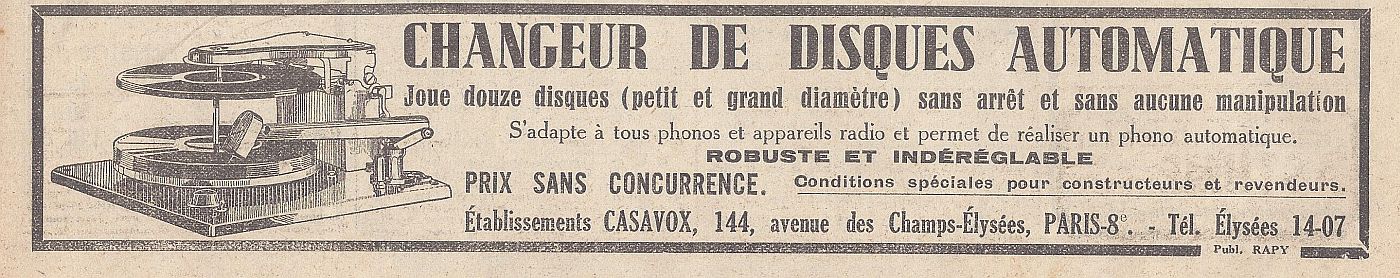 CHANGEUR DE DISQUES AUTOMATIQUE
Joue douze disques (petit et grand diamètre) sans arrêt et sans aucune manipulation
S'adapte à tous phonos et appareils radio et permet de réaliser un phono automatique.
ROBUSTE ET INDÉRÉGLABLE
PRIX SANS CONCURRENCE. Conditions spéciales pour constructeurs et revendeurs.
Établissements CASAVOX, 144, avenue des Champs-Élysées, PARIS-8e. - Tél. Élysées 14-07
Publ. RAPY